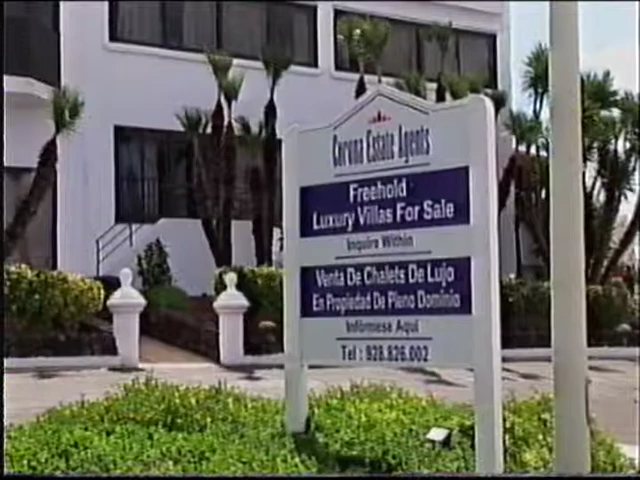 Corona Estate Agents
Freehold
Luxury Villas For Sale
Inquire Within
Venta De Chalets De Lujo
En Propiedad De Pleno Dominio
Infórmese Aquí
Tel : 928.826.002